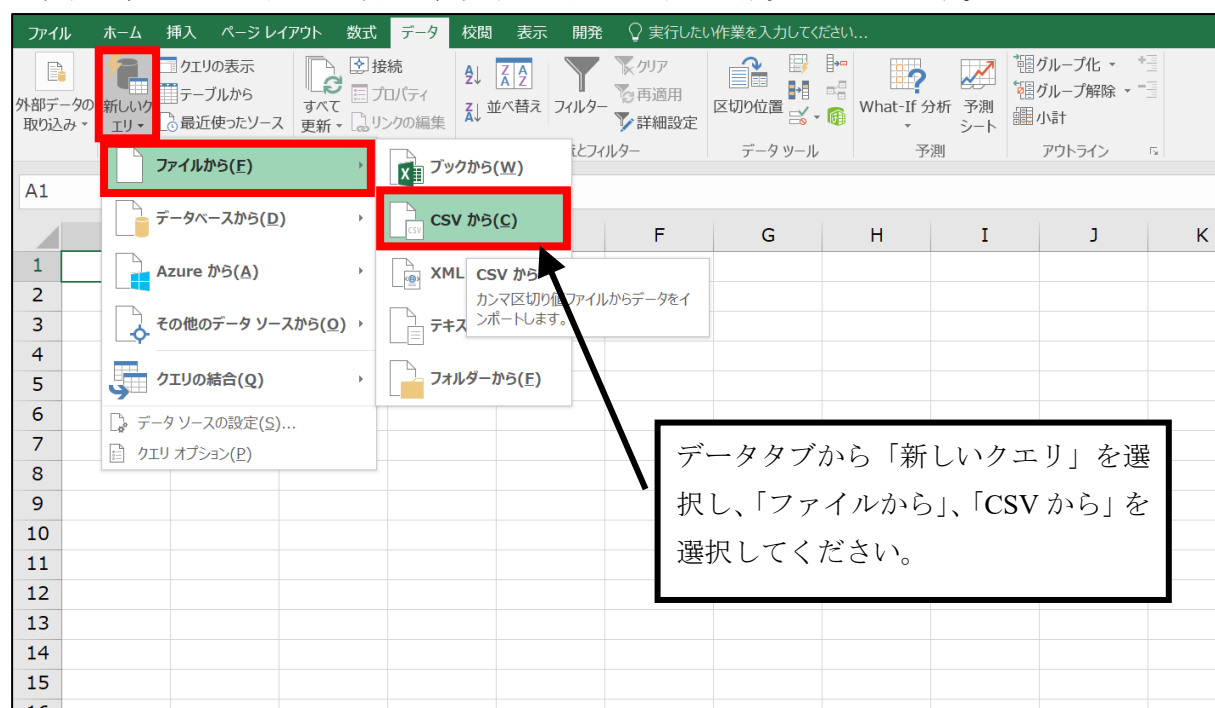 ファイル ホーム 挿入 ページ レイアウト 数式 データ 校閲 表示 開発 実行したい作業を入力してください...
外部データの
取り込み
新しいク
エリ
クエリの表示
テーブルから
最近使ったソース
すべて
更新
接続
プロパティ
リンクの編集
並べ替え
フィルター
クリア
再適用
詳細設定
区切り位置
What-If 分析
予測
シート
グループ化
グループ解除
小計
えとフィルター
データ ツール
予測
アウトライン
A1
ファイルから(F)
データベースから(D)
Azure から(A)
その他のデータ ソースから(O)
クエリの結合(Q)
データ ソースの設定(S)...
クエリ オプション(P)
ブックから(W)
CSV から(C)
XML
テキス
フォルダーから(F)
CSV から
カンマ区切り値ファイルからデータをイ
ンポートします。
F G H I J K
1
2
3
4
5
6
7
8
9
10
11
12
13
14
15
データタブから「新しいクエリ」を選
択し、「ファイルから」、「CSV から」を
選択してください。